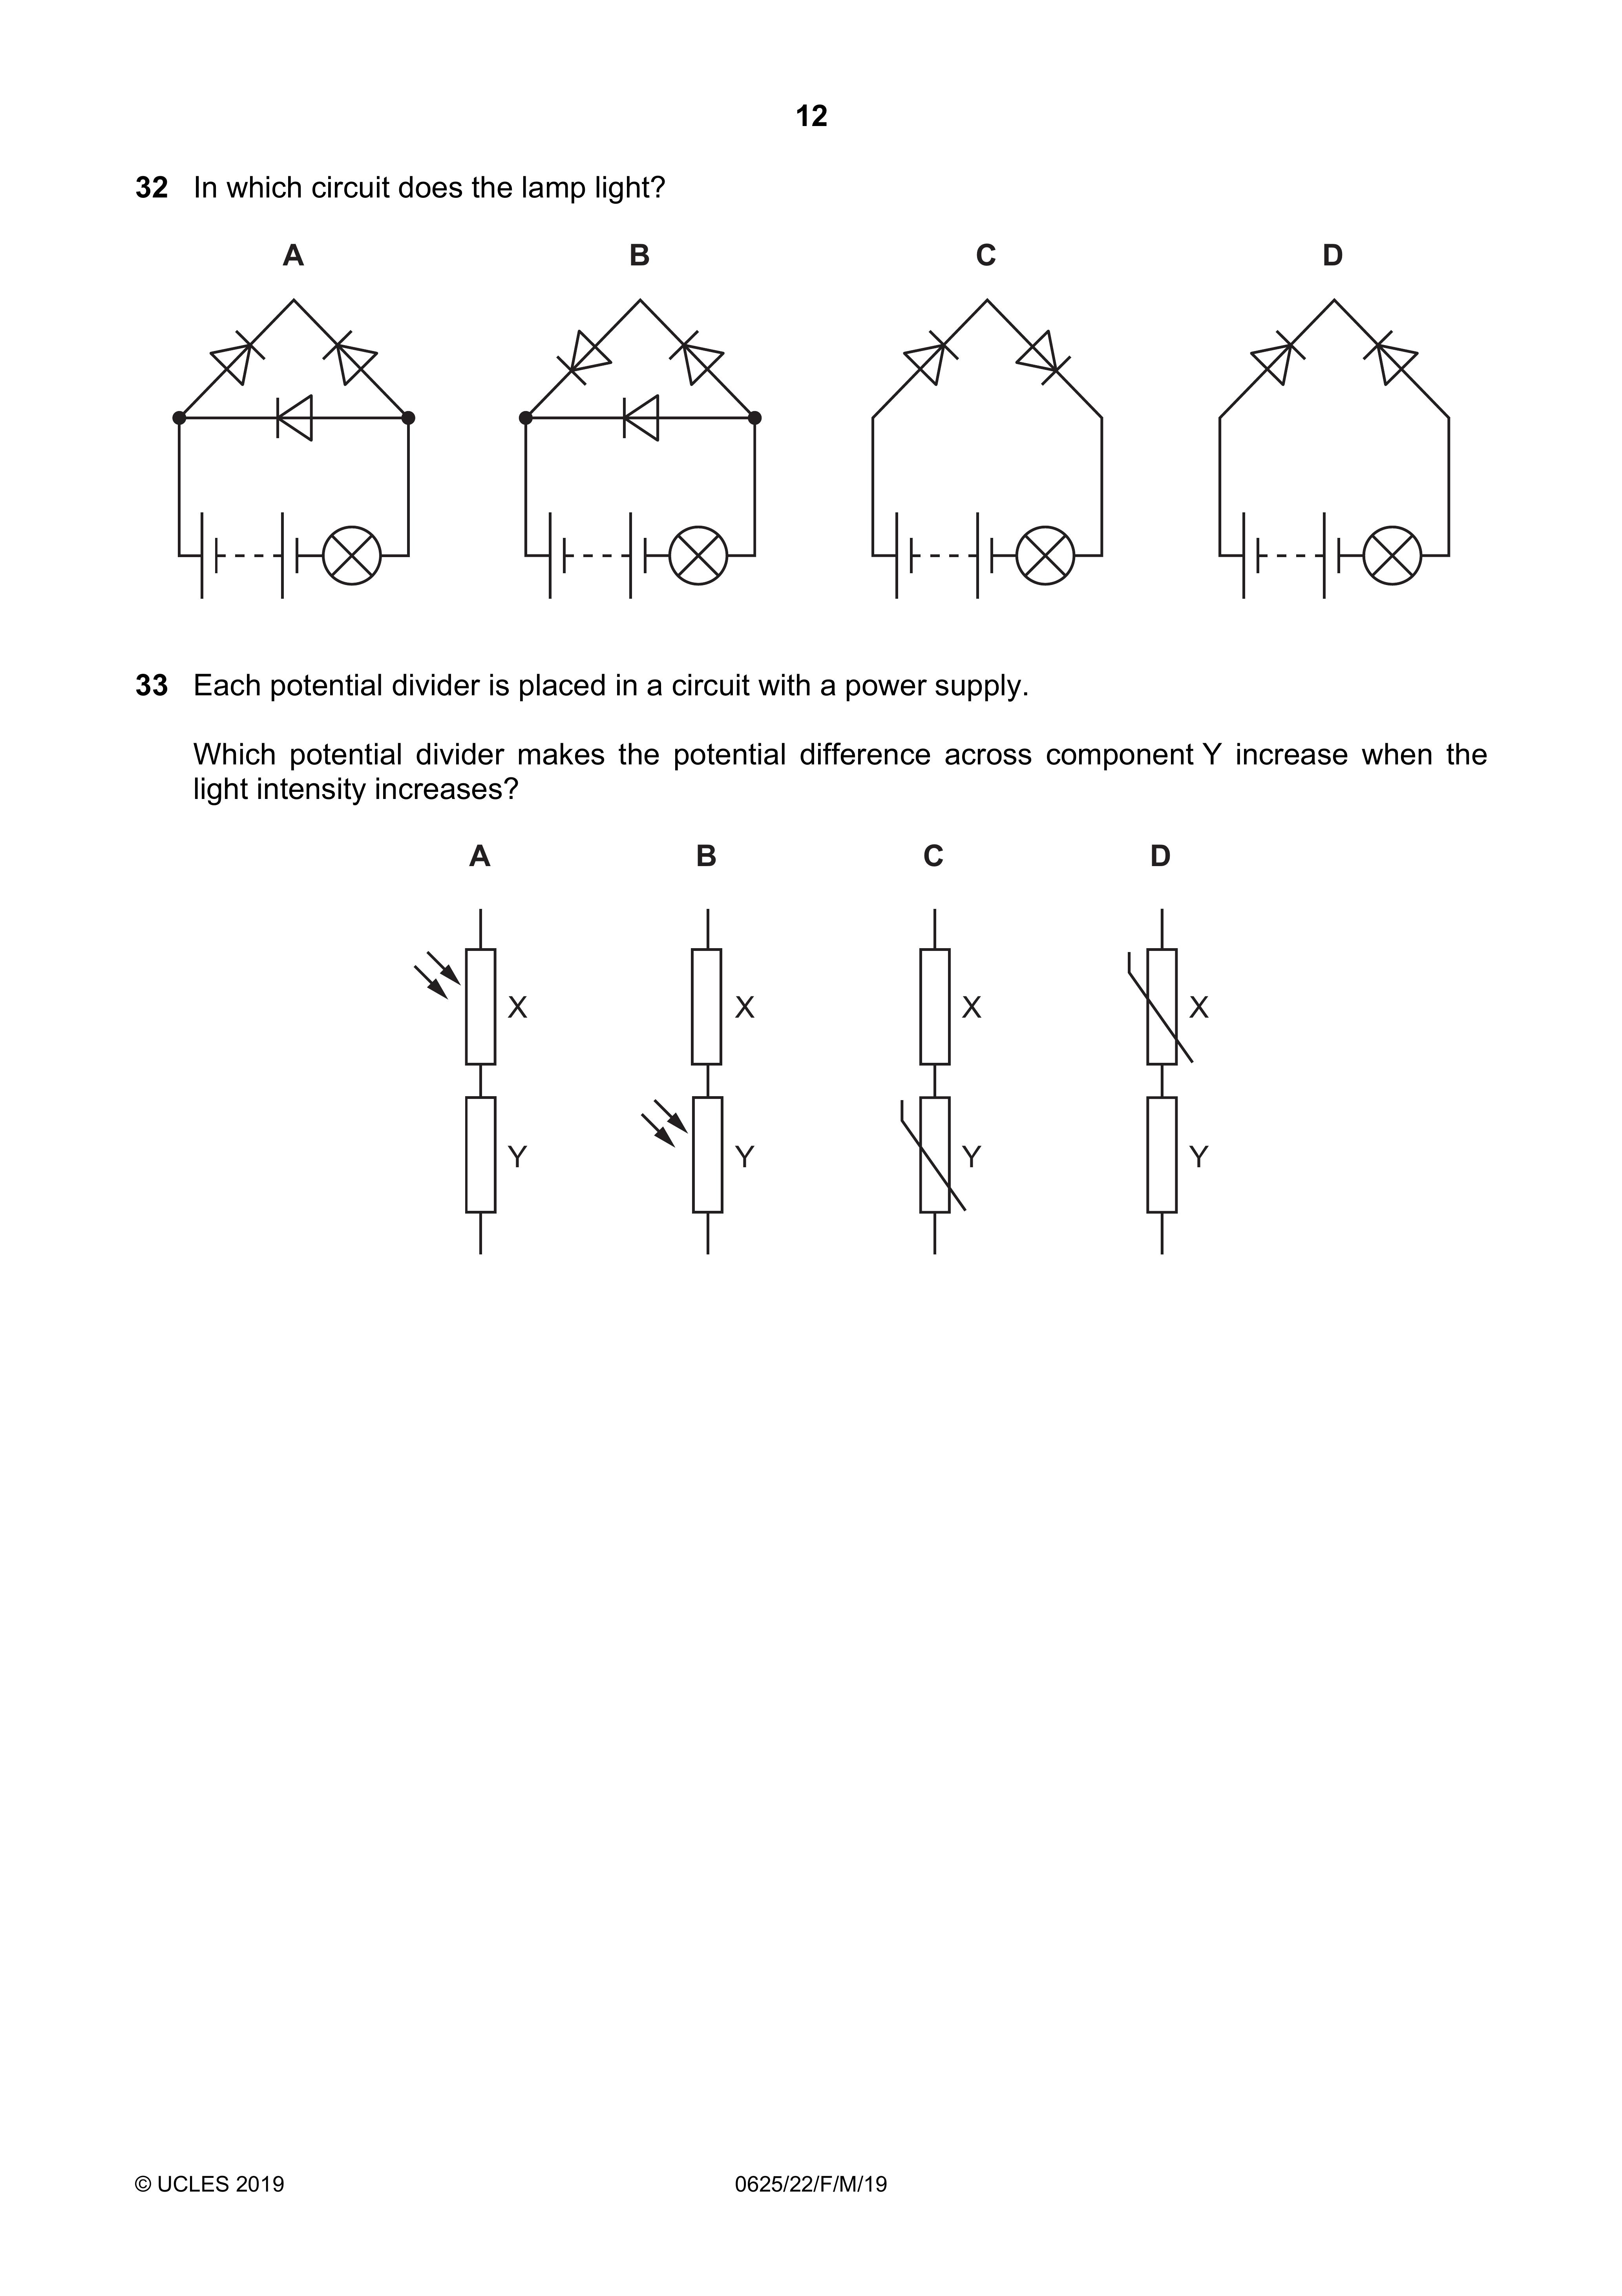 12
32 In which circuit does the lamp light?
A B C D
33 Each potential divider is placed in a circuit with a power supply.
Which potential divider makes the potential difference across component Y increase when the
light intensity increases?
A B C D
X X X X
Y Y Y Y
© UCLES 2019 0625/22/F/M/19